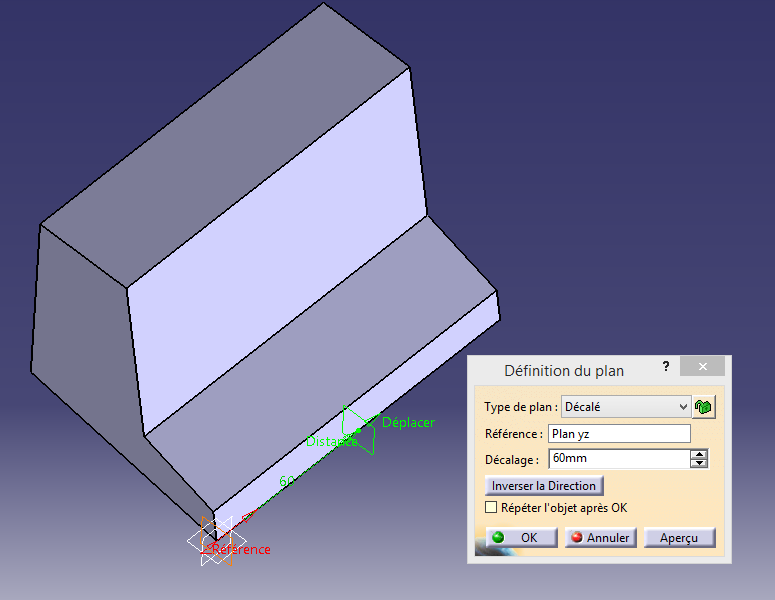 Définition du plan
?
Type de plan :
Décalé
Référence :
Plan yz
Décalage :
60mm
Inverser la Direction
Répéter l'objet après OK
OK
Annuler
Aperçu
Déplacer
Distance
60
Référence